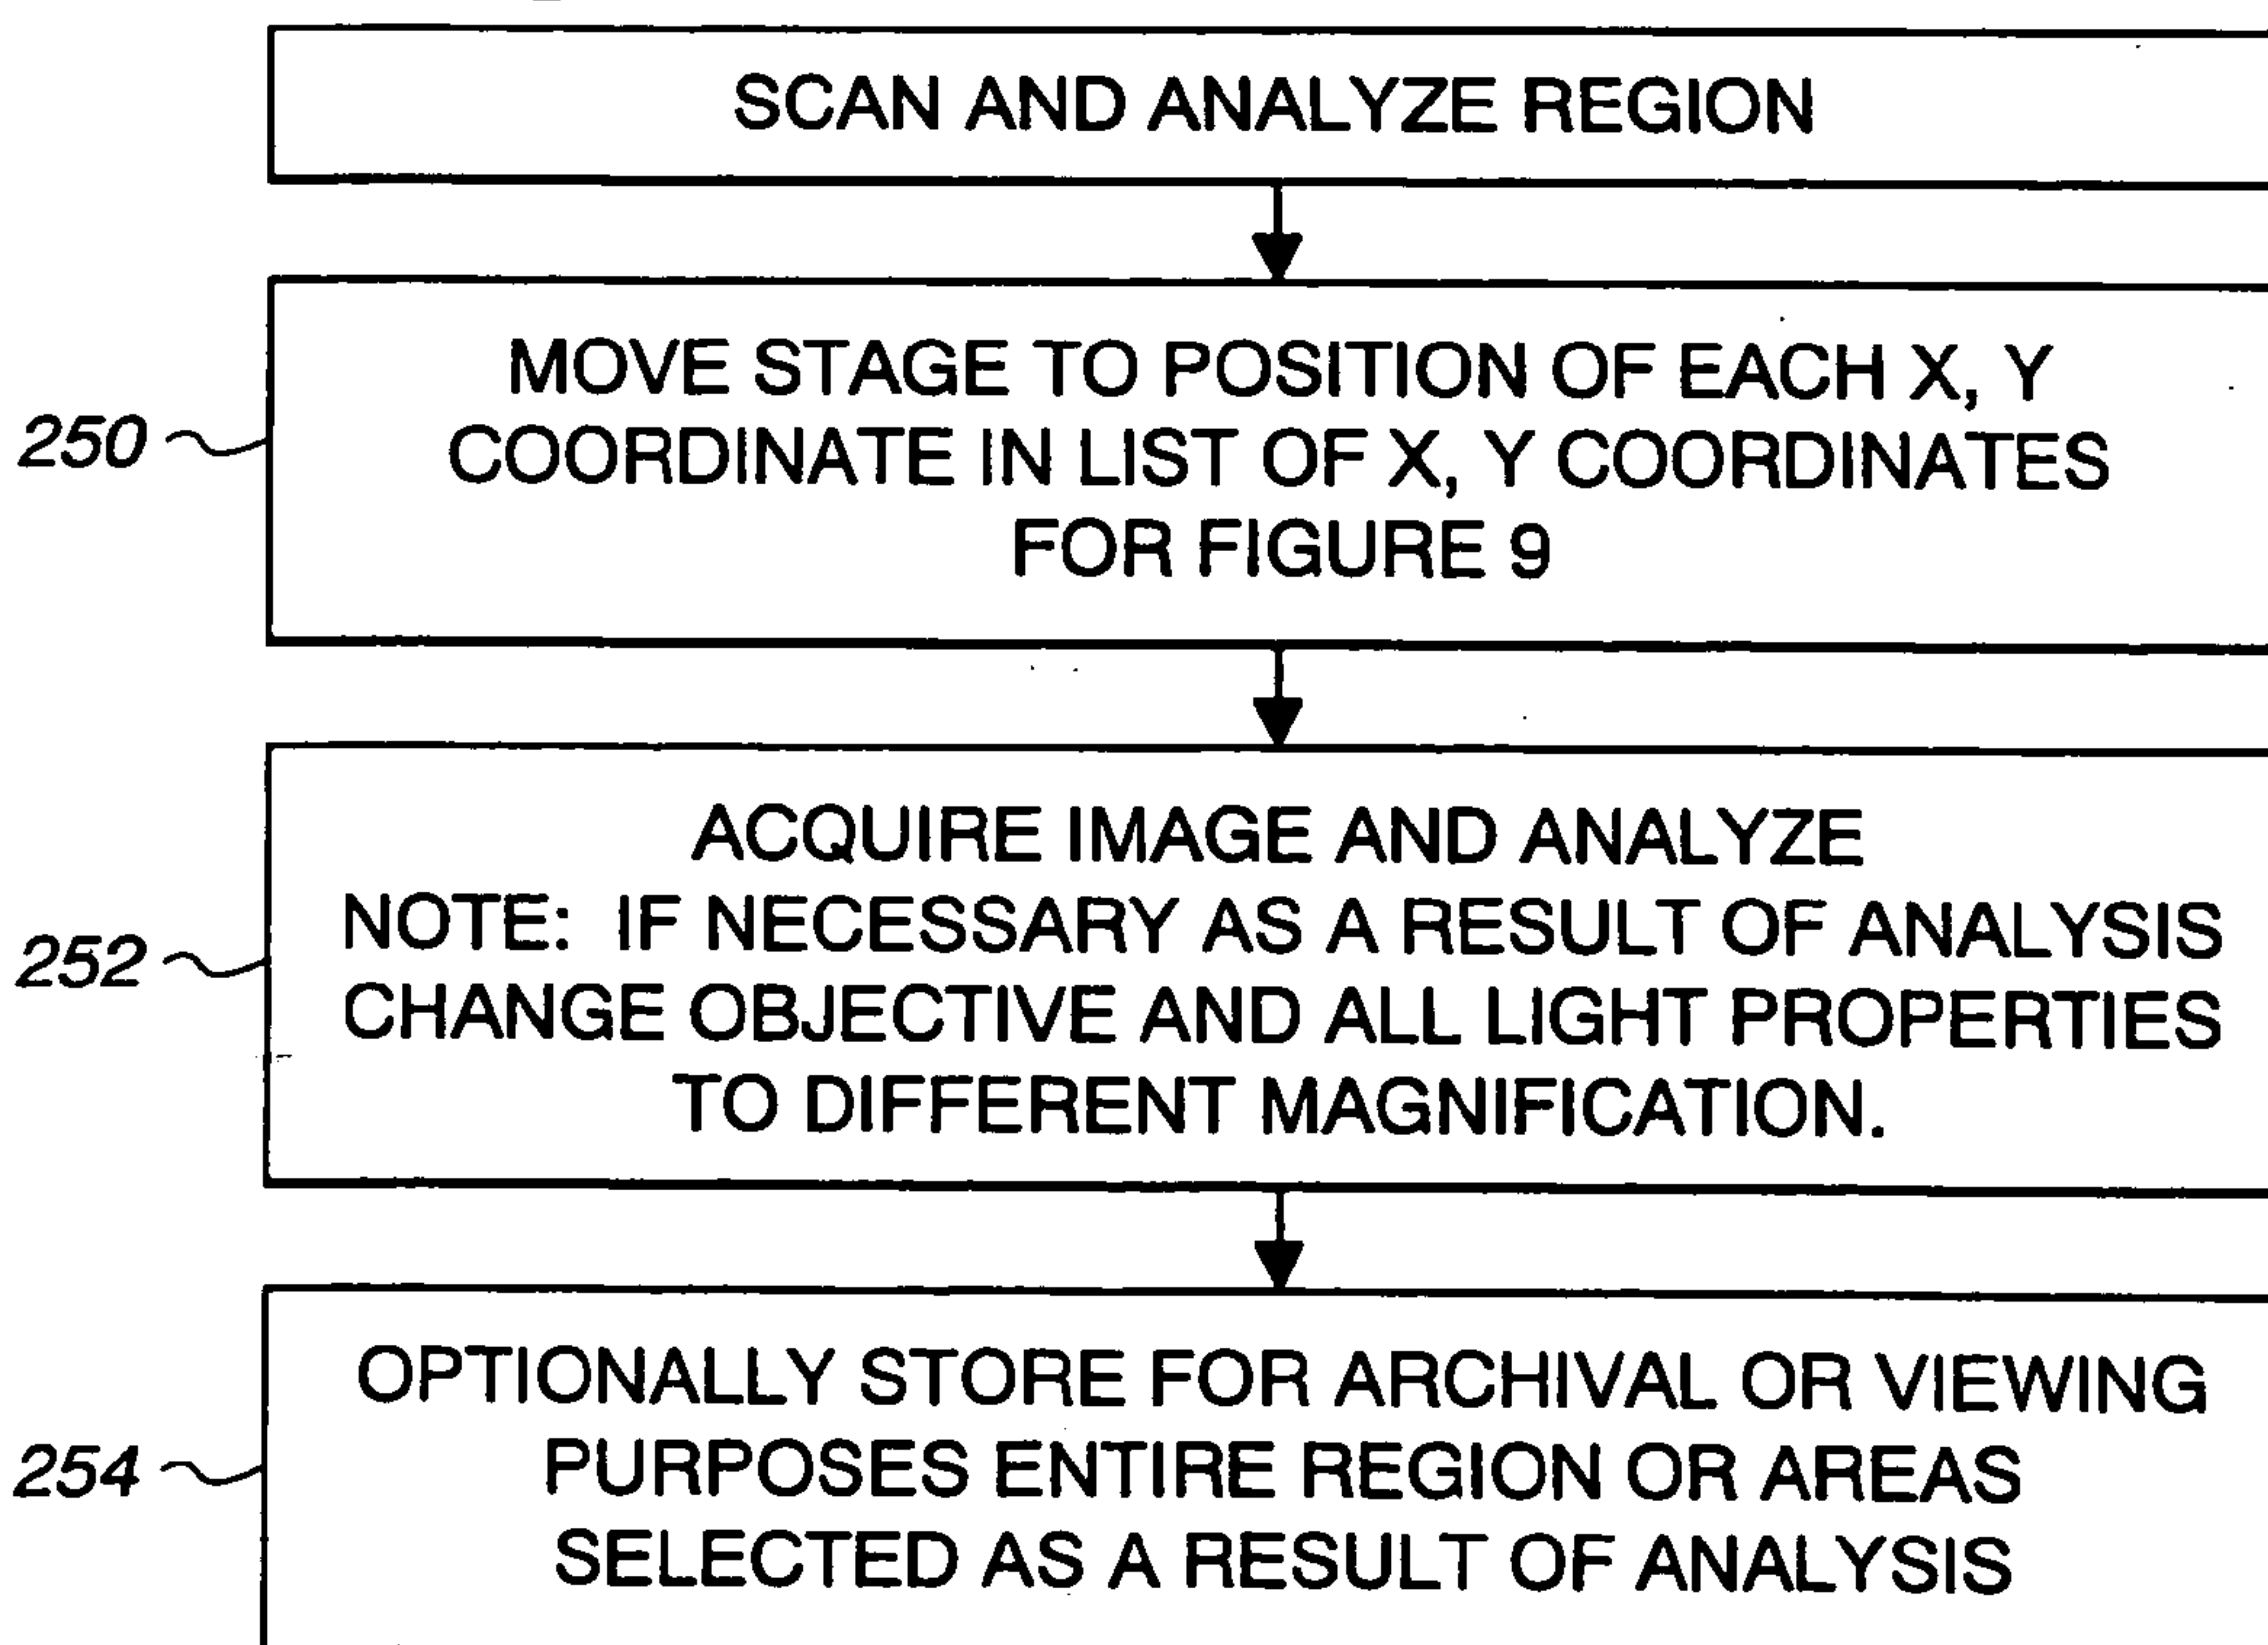 SCAN AND ANALYZE REGION
MOVE STAGE TO POSITION OF EACH X, Y
COORDINATE IN LIST OF X, Y COORDINATES
FOR FIGURE 9
250
ACQUIRE IMAGE AND ANALYZE
NOTE: IF NECESSARY AS A RESULT OF ANALYSIS
CHANGE OBJECTIVE AND ALL LIGHT PROPERTIES
TO DIFFERENT MAGNIFICATION.
252
OPTIONALLY STORE FOR ARCHIVAL OR VIEWING
PURPOSES ENTIRE REGION OR AREAS
SELECTED AS A RESULT OF ANALYSIS
254